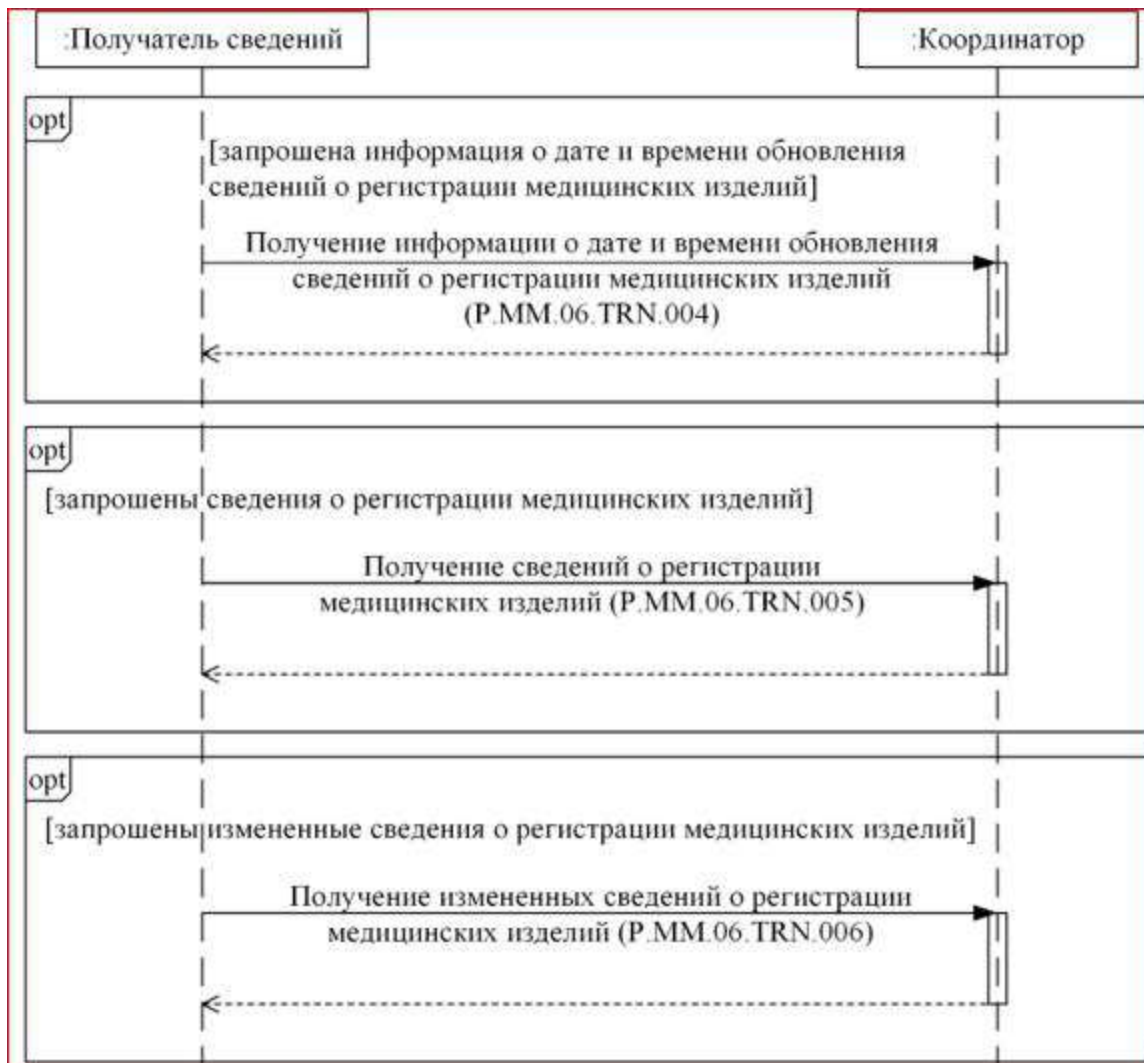 :Получатель сведений
:Координатор
opt
[запрошена информация о дате и времени обновления
сведений о регистрации медицинских изделий]
Получение информации о дате и времени обновления
сведений о регистрации медицинских изделий
(P.MM.06.TRN.004)
opt
[запрошены сведения о регистрации медицинских изделий]
Получение сведений о регистрации
медицинских изделий (P.MM.06.TRN.005)
opt
[запрошены измененные сведения о регистрации медицинских изделий]
Получение измененных сведений о регистрации
медицинских изделий (P.MM.06.TRN.006)